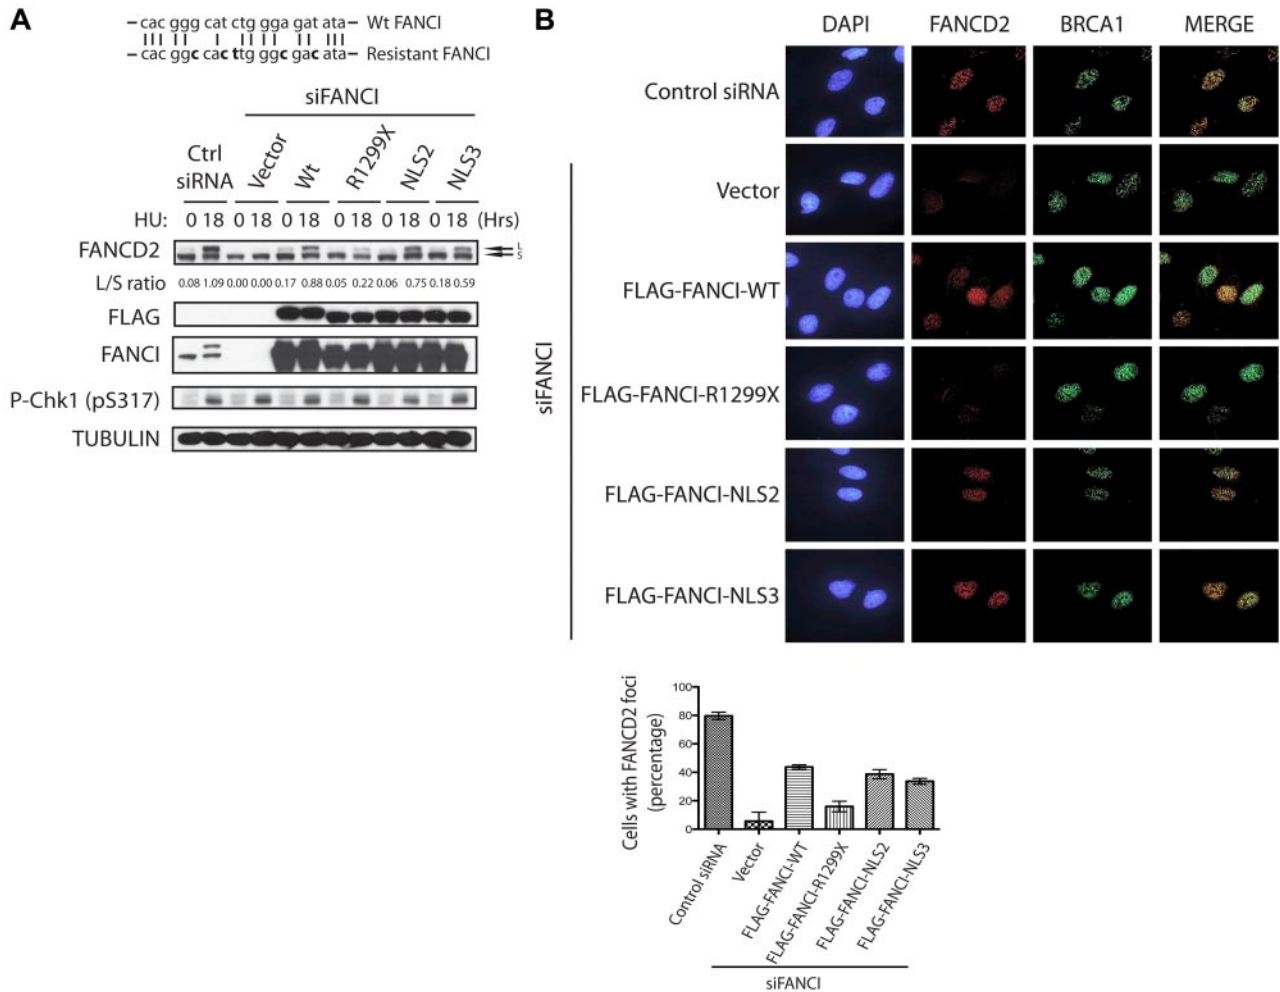 A
– cac ggg cat ctg gga gat ata – Wt FANCI
– cac ggc cac ttg ggc gac ata – Resistant FANCI
siFANCI
Ctrl siRNA Vector Wt R1299X NLS2 NLS3
HU: 0 18 0 18 0 18 0 18 0 18 0 18 (Hrs)
FANCD2 L
S
L/S ratio 0.08 1.09 0.00 0.00 0.17 0.88 0.05 0.22 0.06 0.75 0.18 0.59
FLAG
FANCI
P-Chk1 (pS317)
TUBULIN
B
DAPI FANCD2 BRCA1 MERGE
Control siRNA
siFANCI
Vector
FLAG-FANCI-WT
FLAG-FANCI-R1299X
FLAG-FANCI-NLS2
FLAG-FANCI-NLS3
Cells with FANCD2 foci
(percentage)
100
80
60
40
20
0
Control siRNA
Vector
FLAG-FANCI-WT
FLAG-FANCI-R1299X
FLAG-FANCI-NLS2
FLAG-FANCI-NLS3
siFANCI